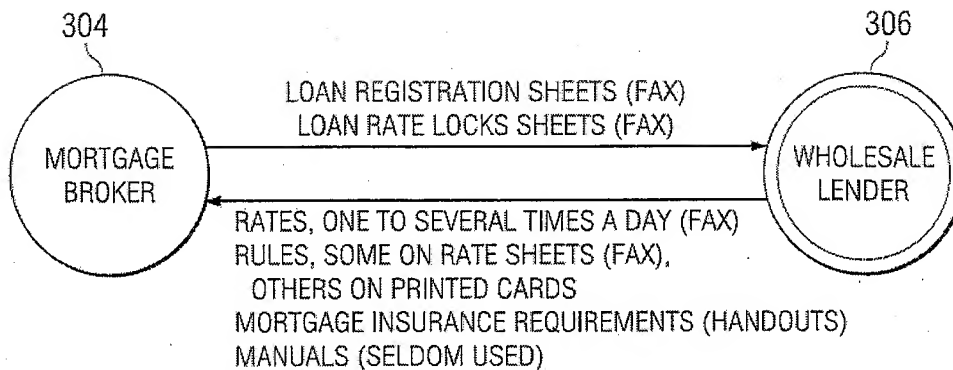 304
306
LOAN REGISTRATION SHEETS (FAX)
LOAN RATE LOCKS SHEETS (FAX)
MORTGAGE
BROKER
WHOLESALE
LENDER
RATES, ONE TO SEVERAL TIMES A DAY (FAX)
RULES, SOME ON RATE SHEETS (FAX),
OTHERS ON PRINTED CARDS
MORTGAGE INSURANCE REQUIREMENTS (HANDOUTS)
MANUALS (SELDOM USED)